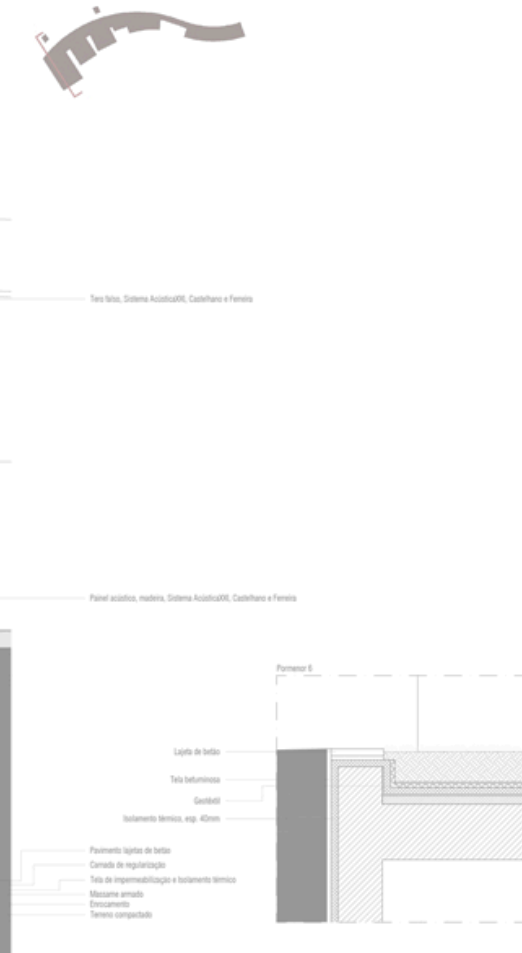 Teto falso, Sistema AcústicaXXI, Castelhano e Ferreira
Painel acústico, madeira, Sistema AcústicaXXI, Castelhano e Ferreira
Pormenor 6
Lajeta de betão
Tela betuminosa
Geotêxtil
Isolamento térmico, esp. 40mm
Pavimento lajetas de betão
Camada de regularização
Tela de impermeabilização e Isolamento térmico
Massame armado
Enrocamento
Terreno compactado